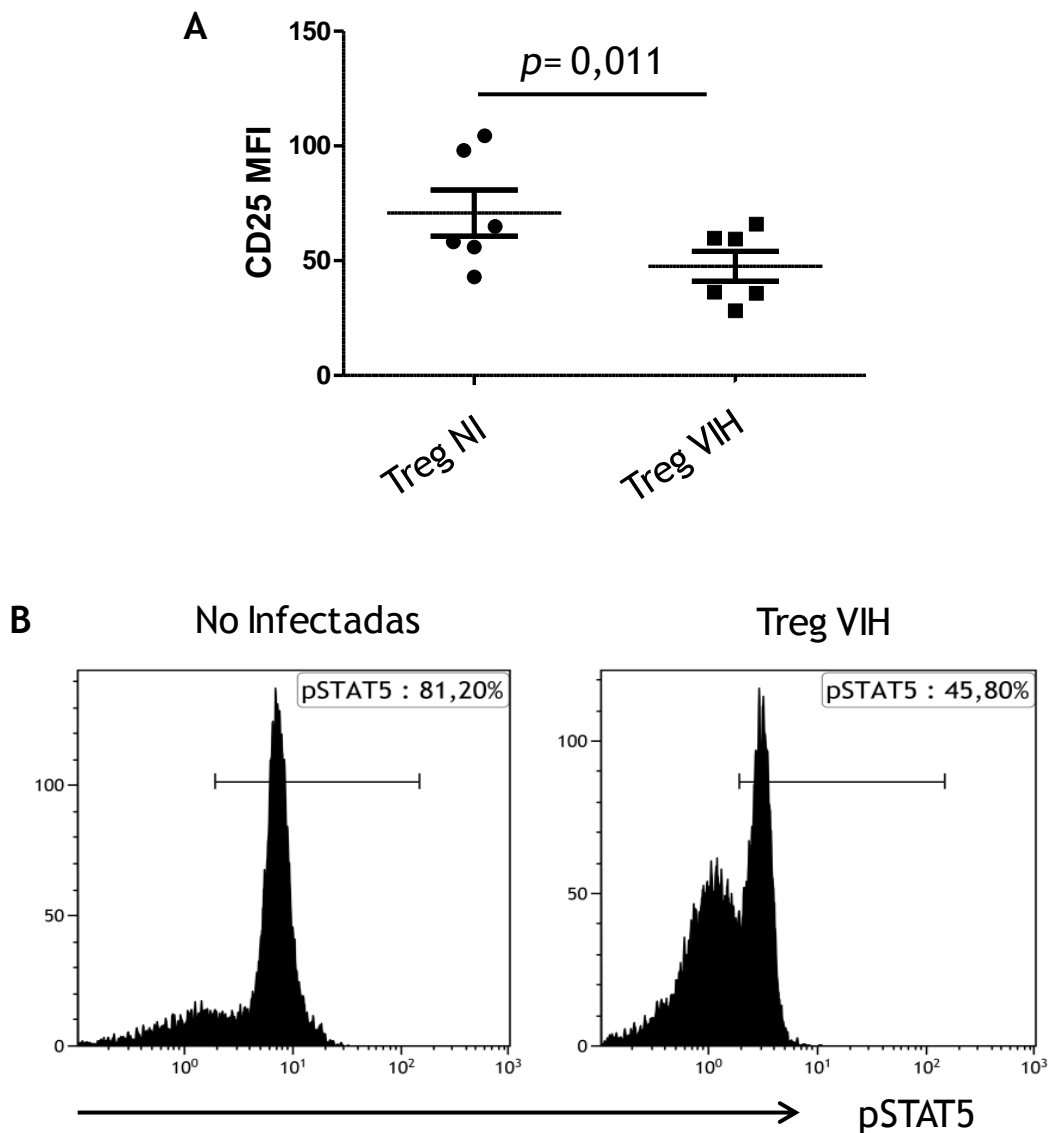 A
150
p= 0,011
100
CD25 MFI
50
0
Treg NI
Treg VIH
B
No Infectadas
Treg VIH
pSTAT5 : 81,20%
pSTAT5 : 45,80%
100
100
50
50
0
0
10⁰ 10¹ 10² 10³
10⁰ 10¹ 10² 10³
pSTAT5